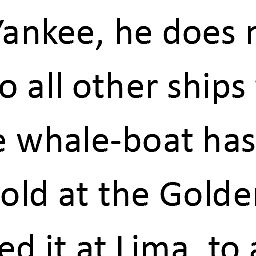 Yankee, he does
o all other ships
whale-boat has
old at the Golden
ed it at Lima, to a